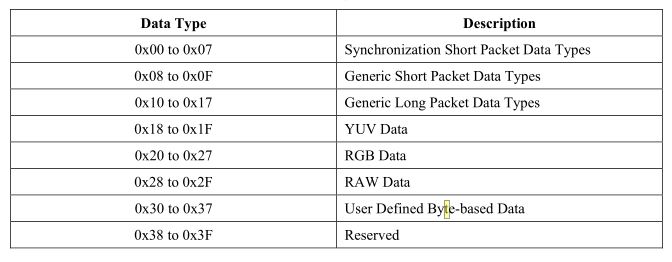 Data Type Description
0x00 to 0x07 Synchronization Short Packet Data Types
0x08 to 0x0F Generic Short Packet Data Types
0x10 to 0x17 Generic Long Packet Data Types
0x18 to 0x1F YUV Data
0x20 to 0x27 RGB Data
0x28 to 0x2F RAW Data
0x30 to 0x37 User Defined Byte-based Data
0x38 to 0x3F Reserved